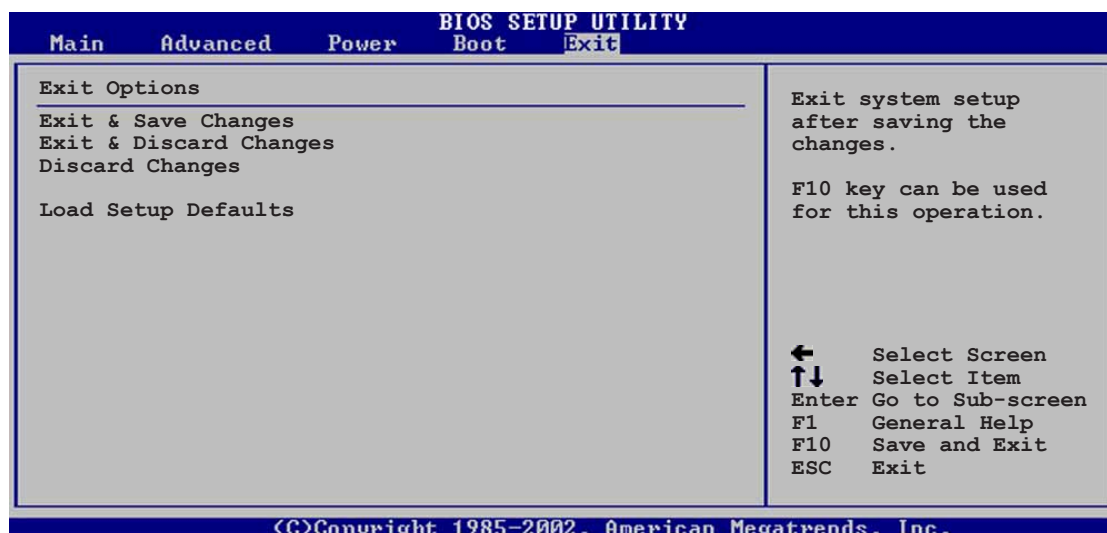 BIOS SETUP UTILITY
Main Advanced Power Boot Exit
Exit Options
Exit & Save Changes
Exit & Discard Changes
Discard Changes
Load Setup Defaults
Exit system setup
after saving the
changes.
F10 key can be used
for this operation.
← Select Screen
↑↓ Select Item
Enter Go to Sub-screen
F1 General Help
F10 Save and Exit
ESC Exit
(C)Copyright 1985-2002, American Megatrends, Inc.